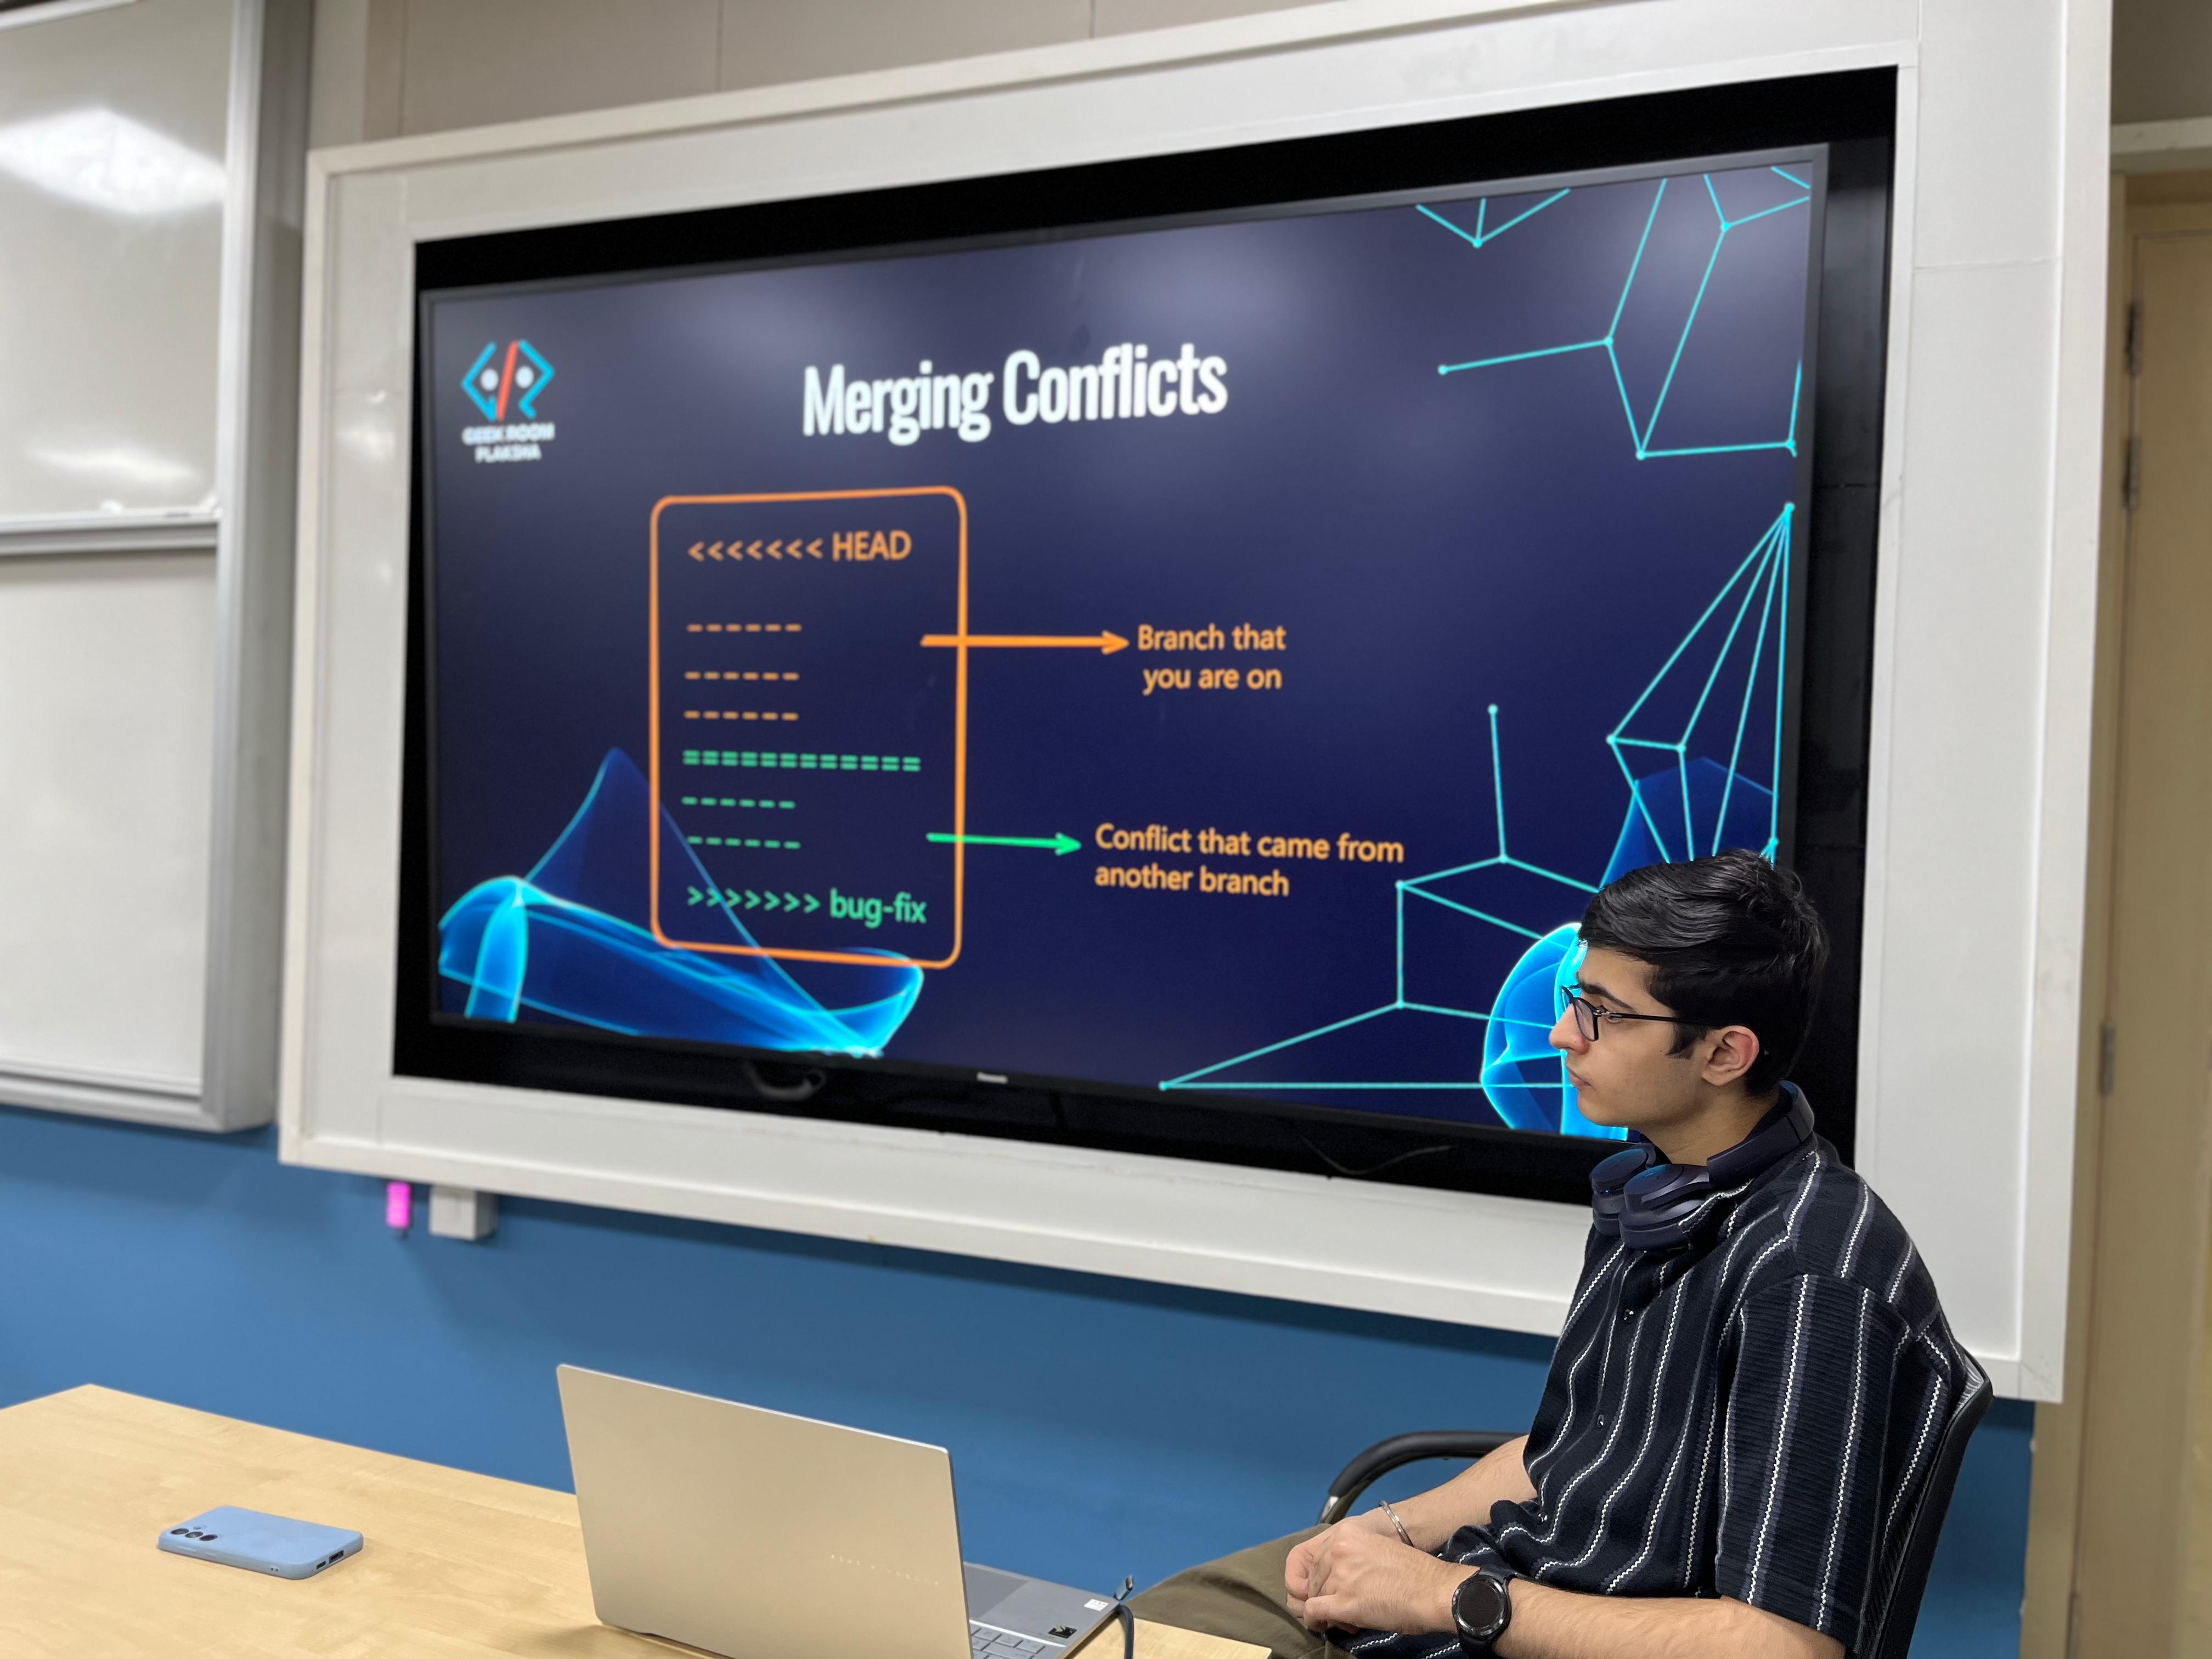 GEEK ROOM
PLAKSHA
Merging Conflicts
<<<<<<< HEAD
------
------
------
============
------
------
>>>>>>> bug-fix
Branch that
you are on
Conflict that came from
another branch
Panasonic